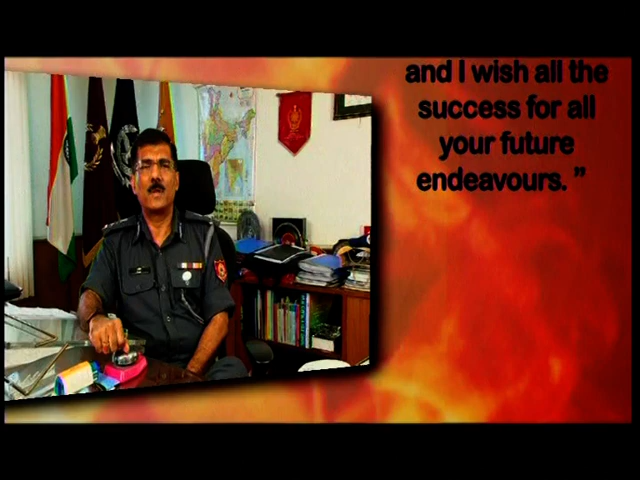 and I wish all the
success for all
your future
endeavours. ”